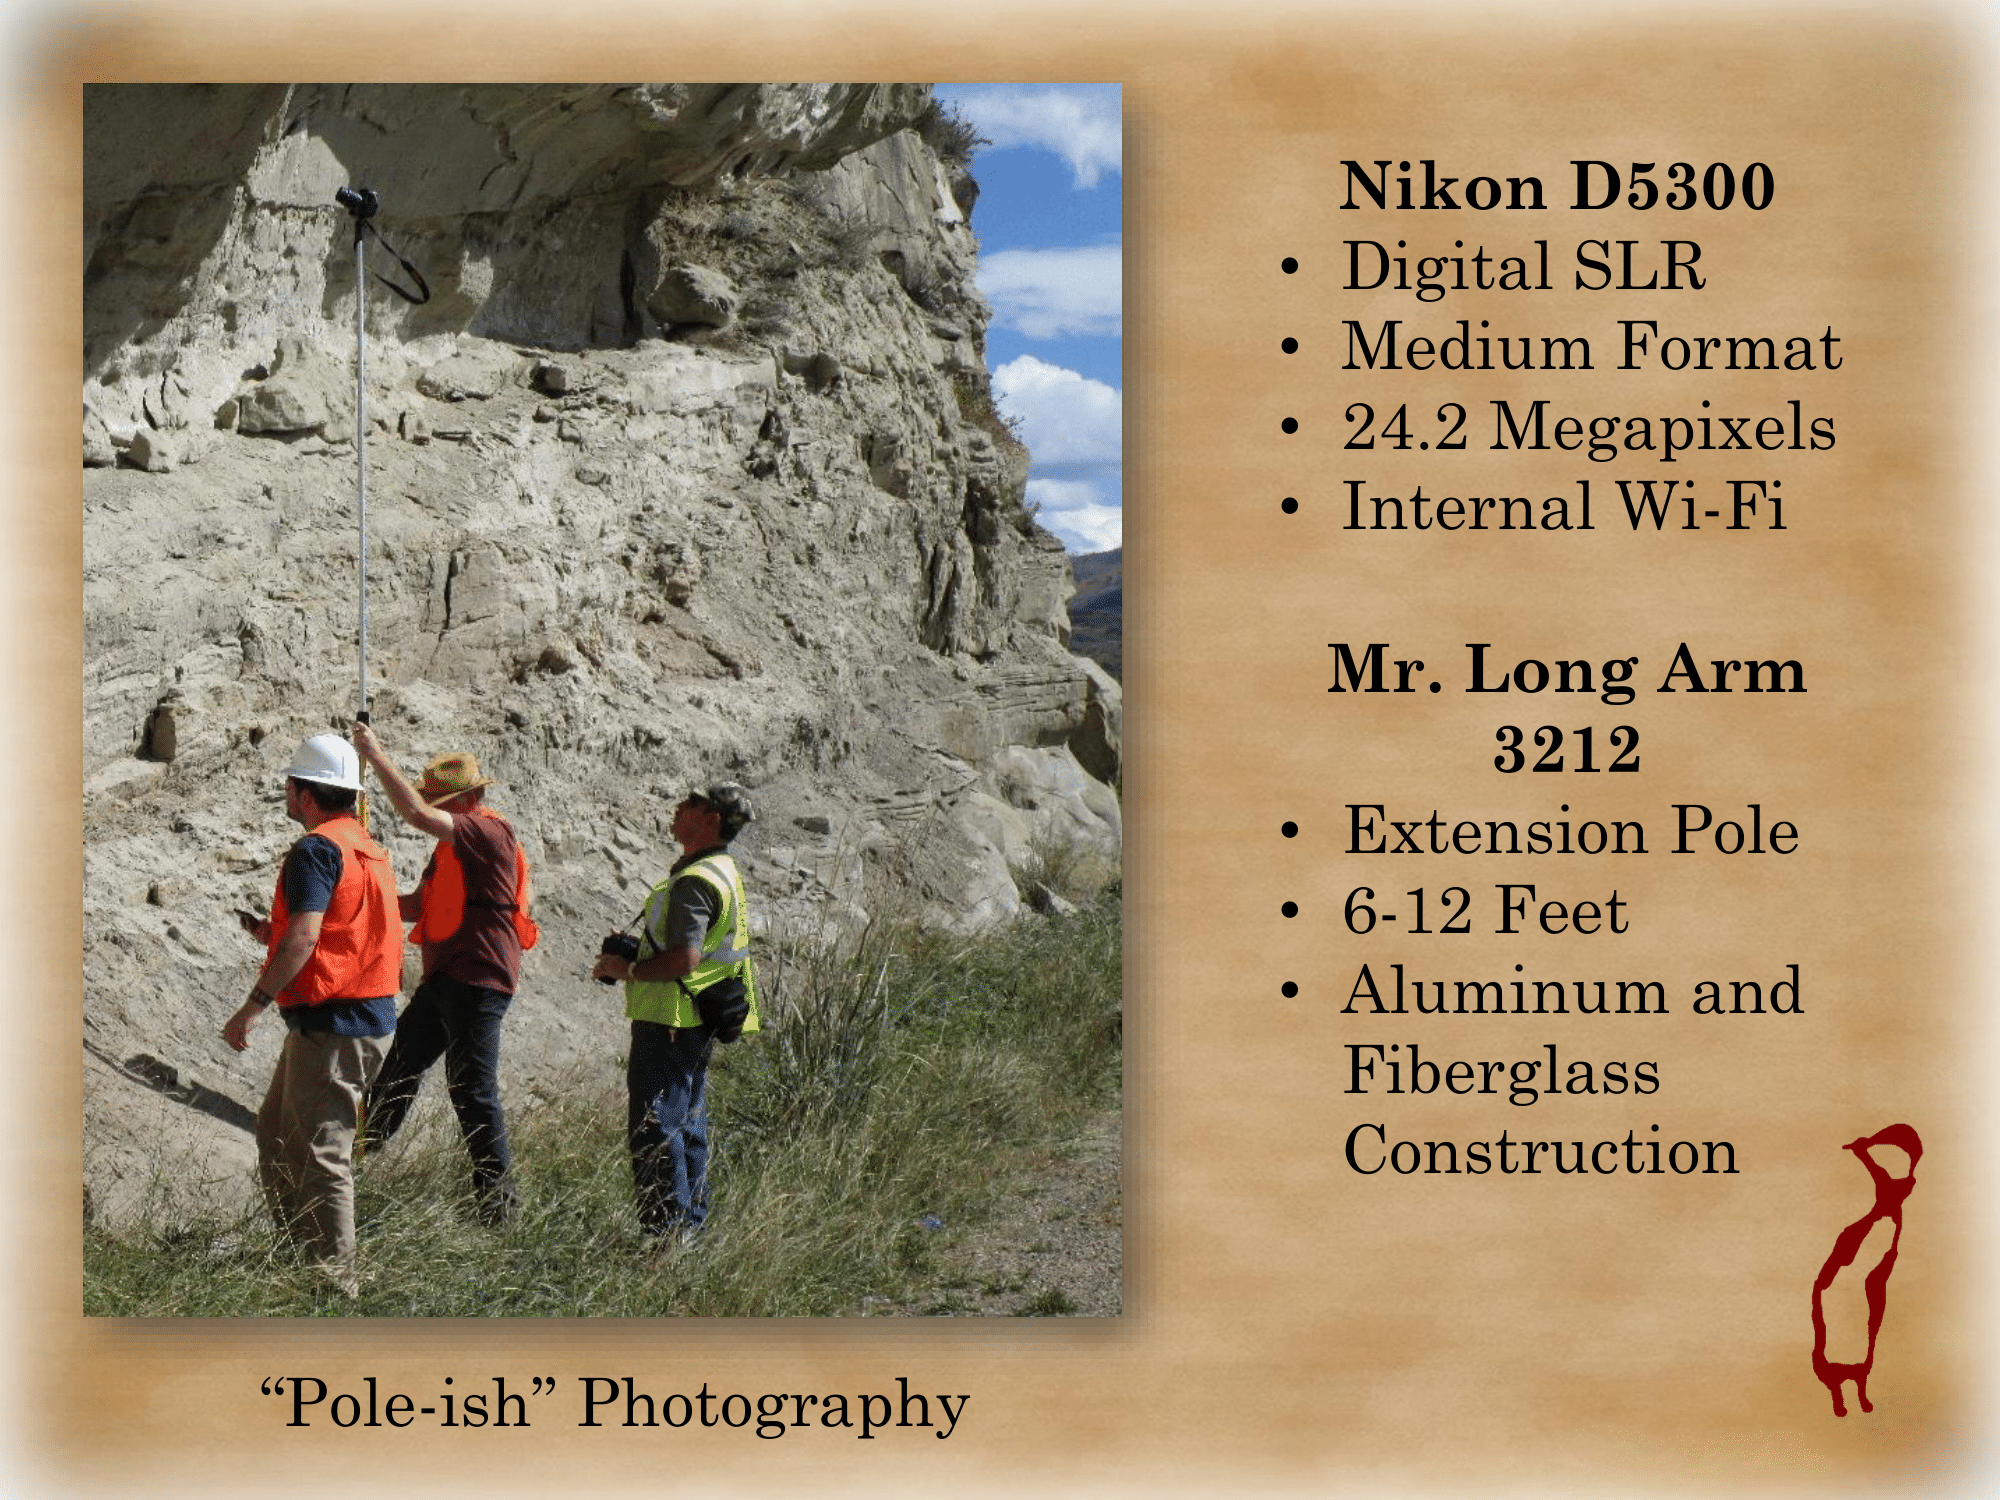 Nikon D5300
• Digital SLR
• Medium Format
• 24.2 Megapixels
• Internal Wi-Fi
Mr. Long Arm
3212
• Extension Pole
• 6-12 Feet
• Aluminum and
Fiberglass
Construction
“Pole-ish” Photography